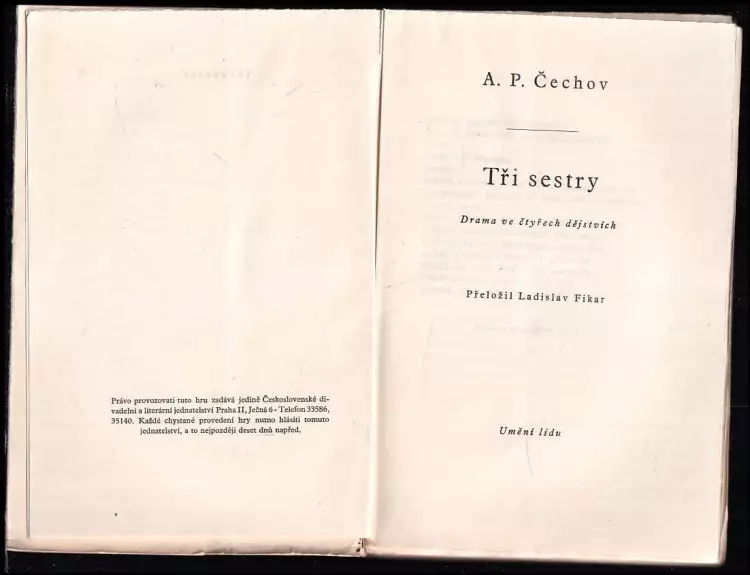 Právo provozovati tuto hru zadává jedině Československé di-
vadelní a literární jednatelství Praha II, Ječná 6 – Telefon 33586,
35140. Každé chystané provedení hry nutno hlásiti tomuto
jednatelství, a to nejpozději deset dnů napřed.
A. P. Čechov
Tři sestry
Drama ve čtyřech dějstvích
Přeložil Ladislav Fikar
Umění lidu